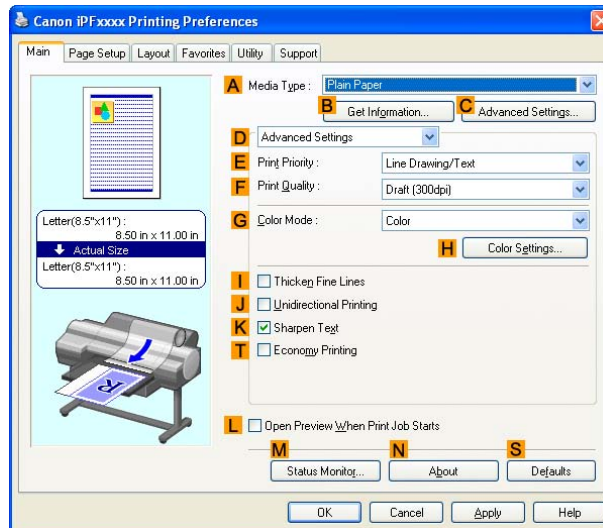 Canon iPFxxxx Printing Preferences
Main Page Setup Layout Favorites Utility Support
A Media Type : Plain Paper
B Get Information... C Advanced Settings...
D Advanced Settings
E Print Priority : Line Drawing/Text
F Print Quality : Draft (300dpi)
G Color Mode : Color
H Color Settings...
Letter(8.5"x11") :
8.50 in x 11.00 in
Actual Size
Letter(8.5"x11") :
8.50 in x 11.00 in
R
I Thicken Fine Lines
J Unidirectional Printing
K Sharpen Text
T Economy Printing
L Open Preview When Print Job Starts
M Status Monitor... N About S Defaults
OK Cancel Apply Help